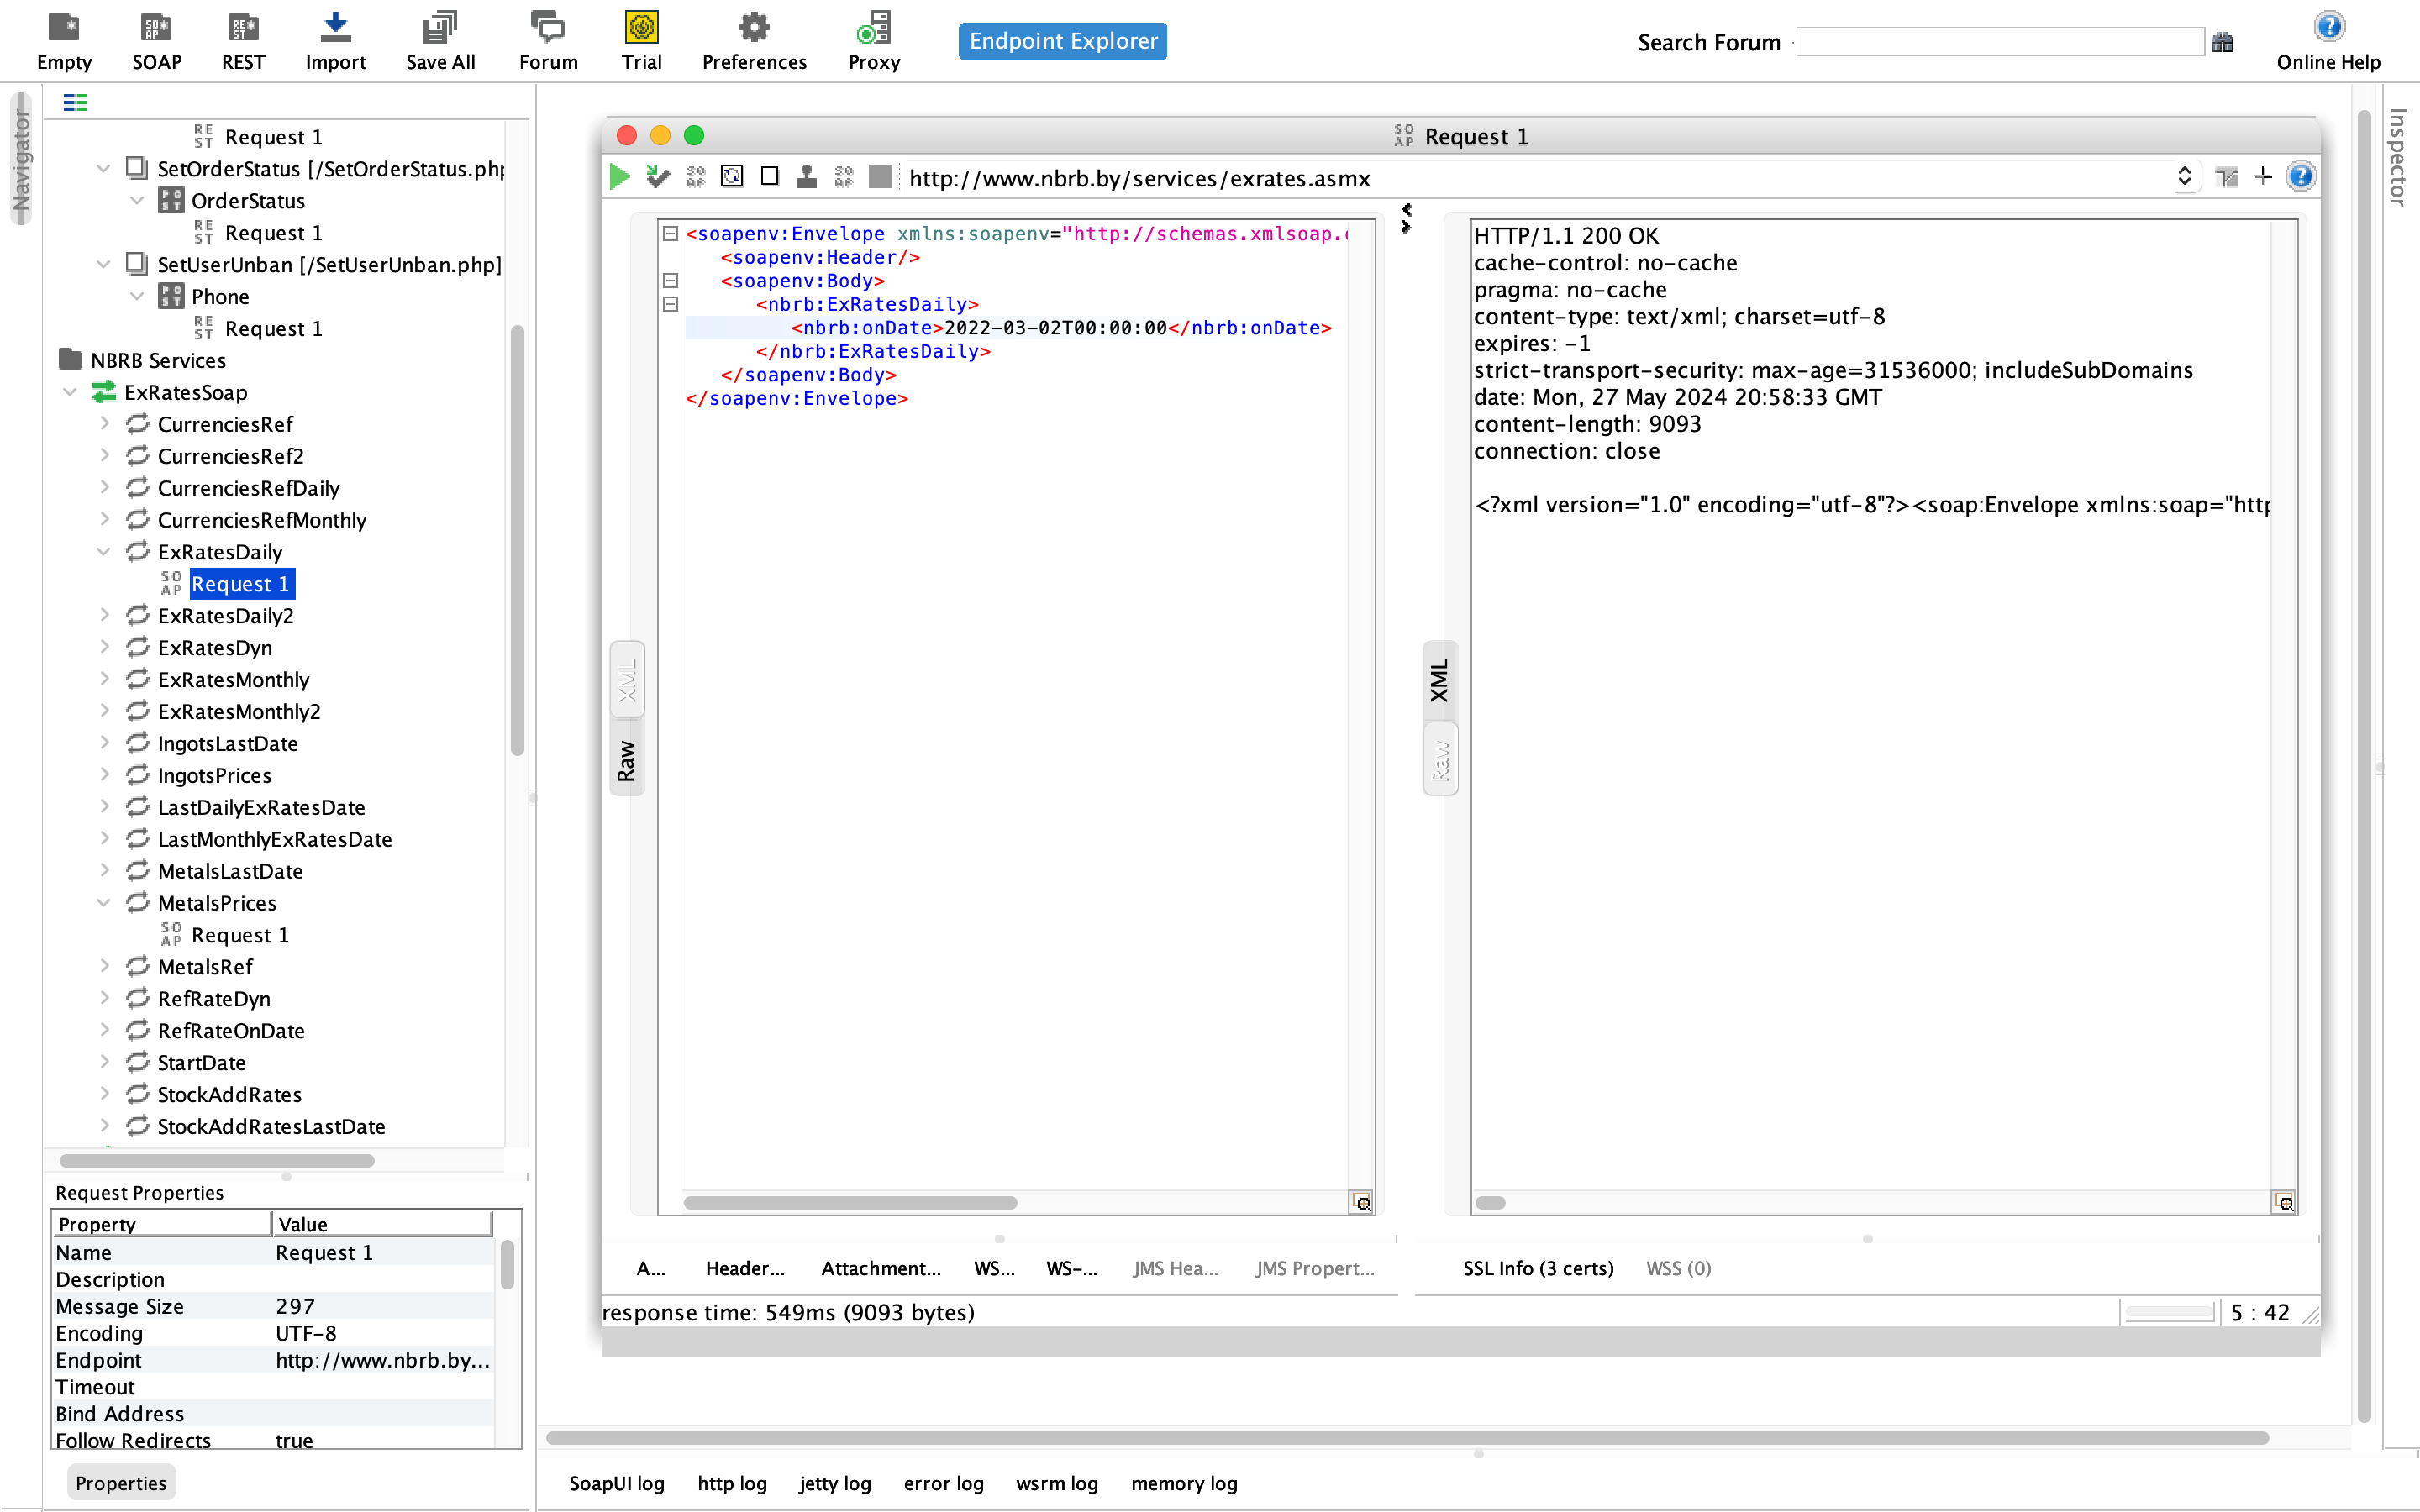 Empty
SOAP
REST
Import
Save All
Forum
Trial
Preferences
Proxy
Endpoint Explorer
Search Forum
Online Help
Navigator
Inspector
Request 1
SetOrderStatus [/SetOrderStatus.php
OrderStatus
Request 1
SetUserUnban [/SetUserUnban.php]
Phone
Request 1
NBRB Services
ExRatesSoap
CurrenciesRef
CurrenciesRef2
CurrenciesRefDaily
CurrenciesRefMonthly
ExRatesDaily
Request 1
ExRatesDaily2
ExRatesDyn
ExRatesMonthly
ExRatesMonthly2
IngotsLastDate
IngotsPrices
LastDailyExRatesDate
LastMonthlyExRatesDate
MetalsLastDate
MetalsPrices
Request 1
MetalsRef
RefRateDyn
RefRateOnDate
StartDate
StockAddRates
StockAddRatesLastDate
Request Properties
Property Value
Name Request 1
Description
Message Size 297
Encoding UTF-8
Endpoint http://www.nbrb.by...
Timeout
Bind Address
Follow Redirects true
Properties
Request 1
http://www.nbrb.by/services/exrates.asmx
<soapenv:Envelope xmlns:soapenv="http://schemas.xmlsoap.
<soapenv:Header/>
<soapenv:Body>
<nbrb:ExRatesDaily>
<nbrb:onDate>2022-03-02T00:00:00</nbrb:onDate>
</nbrb:ExRatesDaily>
</soapenv:Body>
</soapenv:Envelope>
XML
Raw
HTTP/1.1 200 OK
cache-control: no-cache
pragma: no-cache
content-type: text/xml; charset=utf-8
expires: -1
strict-transport-security: max-age=31536000; includeSubDomains
date: Mon, 27 May 2024 20:58:33 GMT
content-length: 9093
connection: close
<?xml version="1.0" encoding="utf-8"?><soap:Envelope xmlns:soap="http
XML
Raw
A...
Header...
Attachment...
WS...
WS-...
JMS Hea...
JMS Propert...
SSL Info (3 certs)
WSS (0)
response time: 549ms (9093 bytes)
5 : 42
SoapUI log
http log
jetty log
error log
wsrm log
memory log